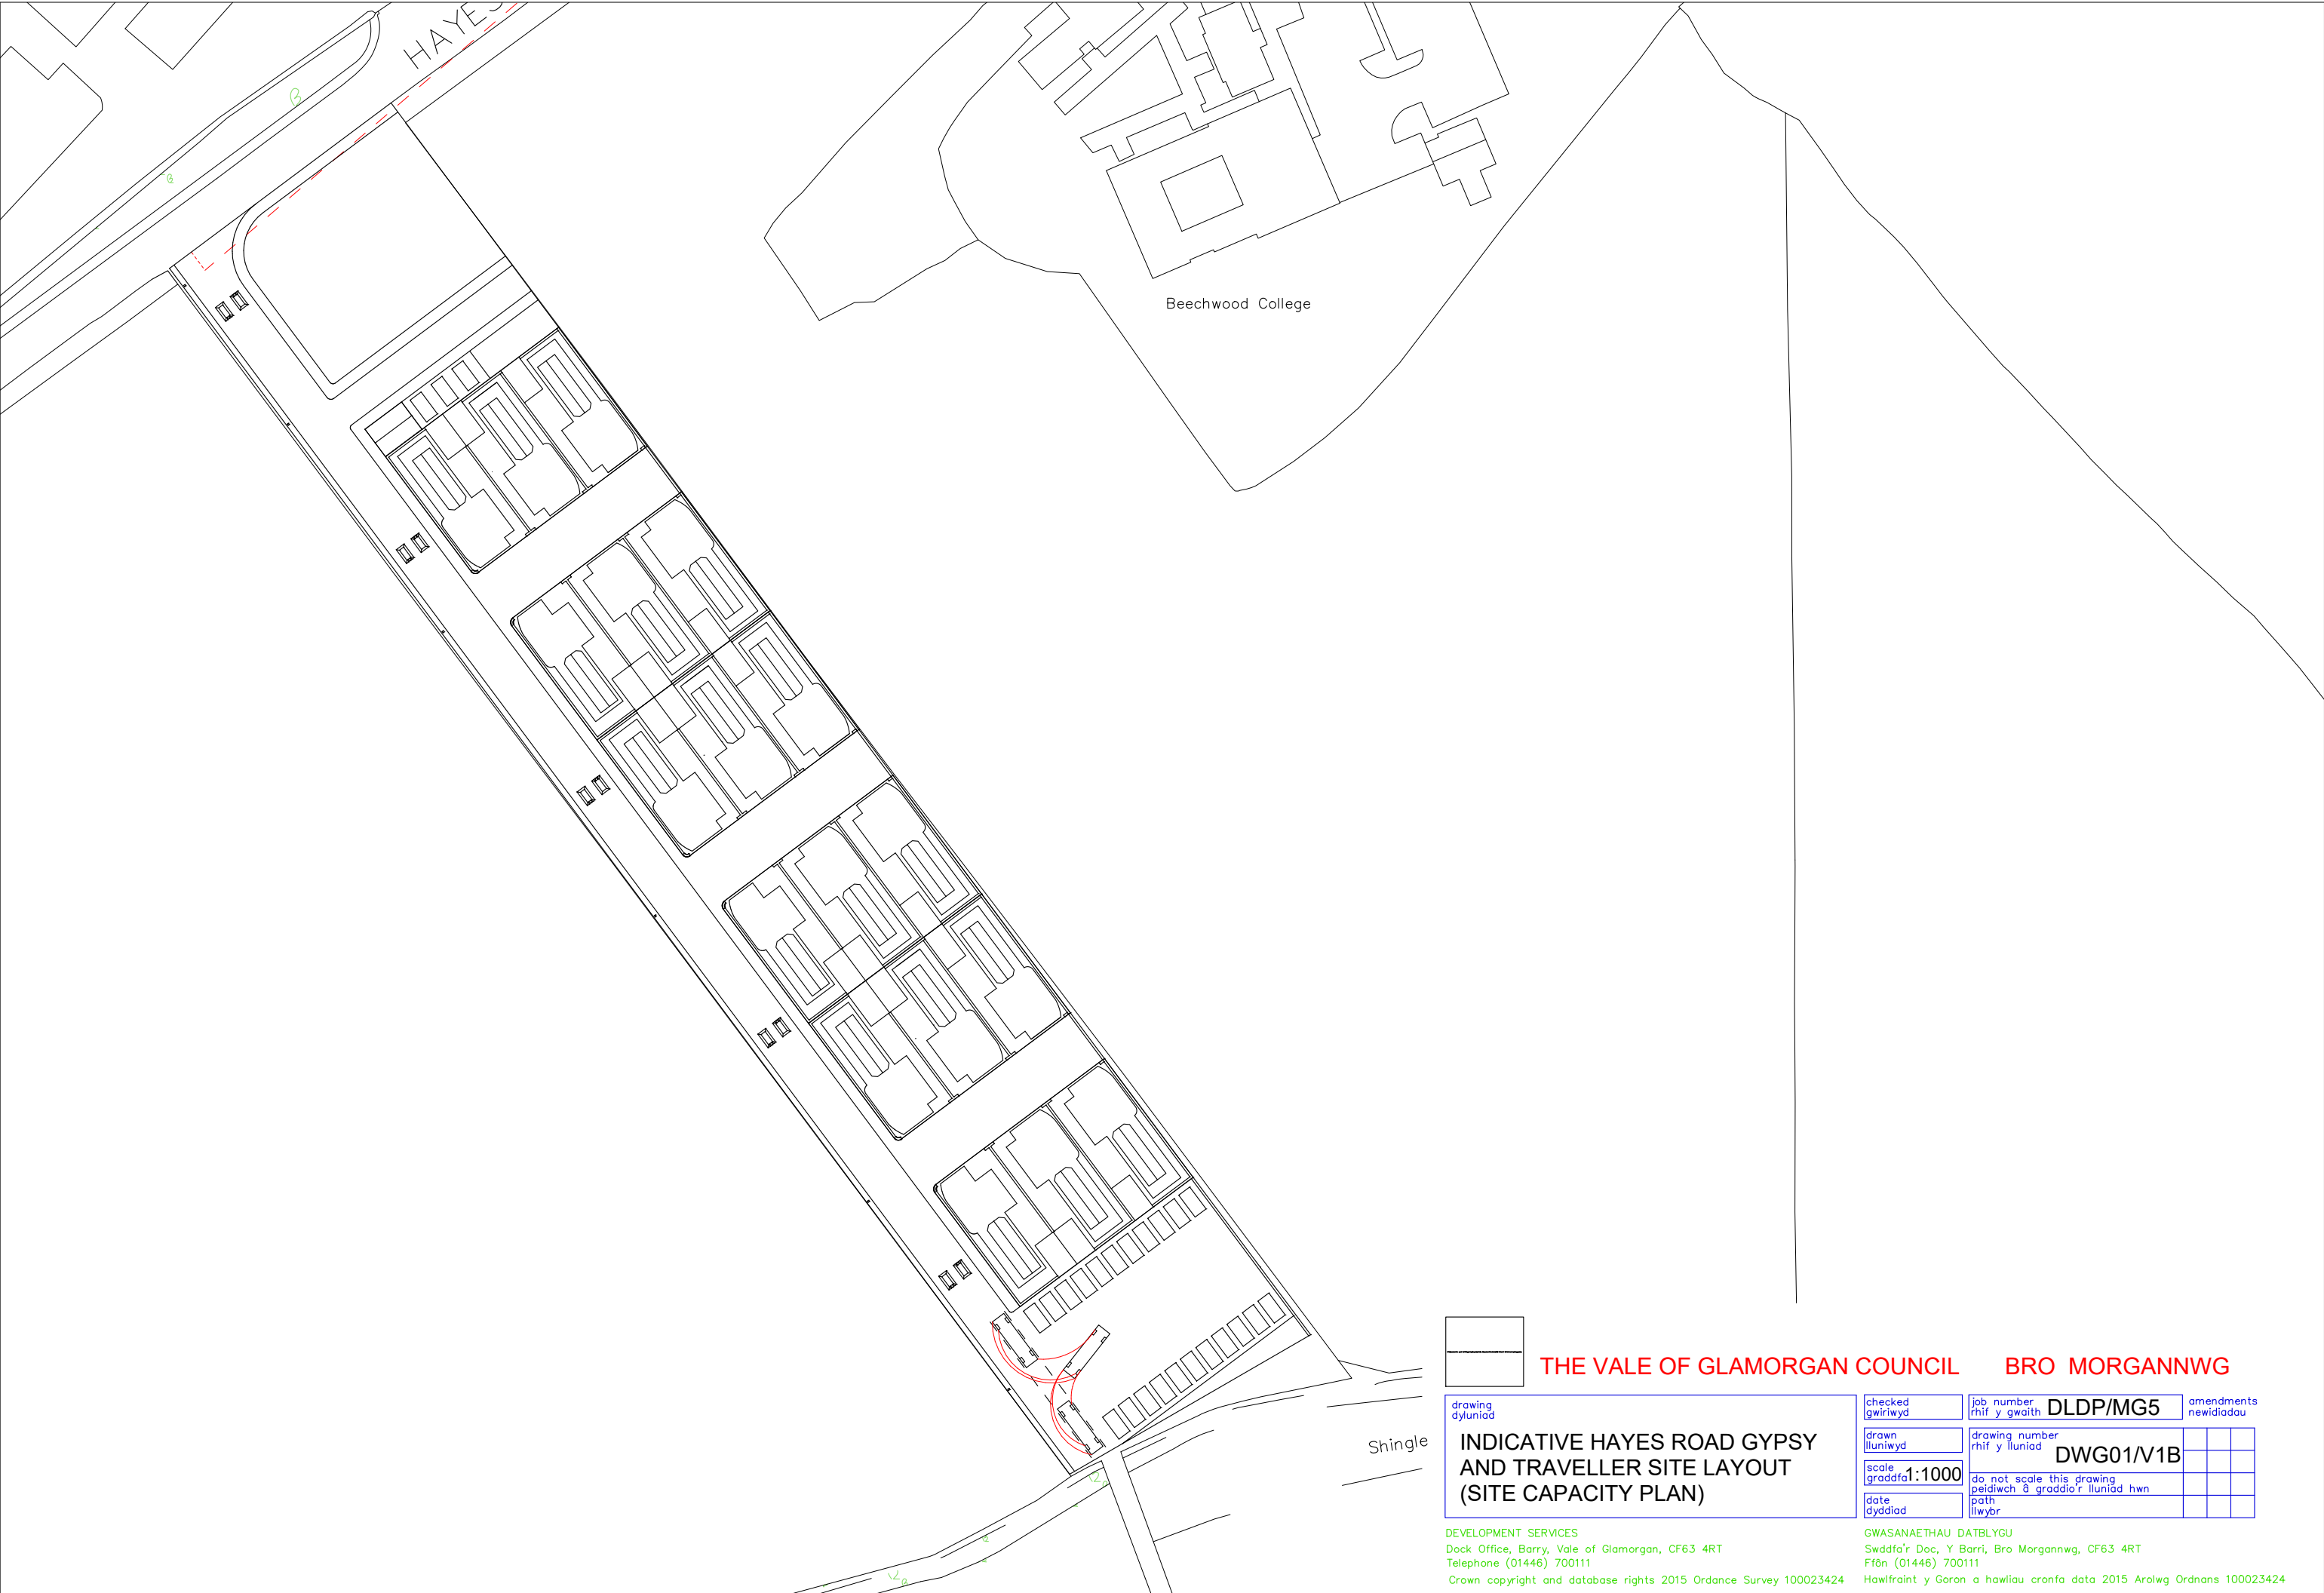 HAYES
Beechwood College
Shingle
THE VALE OF GLAMORGAN COUNCIL BRO MORGANNWG
drawing
dyluniad
INDICATIVE HAYES ROAD GYPSY
AND TRAVELLER SITE LAYOUT
(SITE CAPACITY PLAN)
checked
gwiriwyd
drawn
lluniwyd
scale
graddfa 1:1000
date
dyddiad
job number
rhif y gwaith DLDP/MG5
drawing number
rhif y lluniad
DWG01/V1B
do not scale this drawing
peidiwch â graddio'r lluniad hwn
path
llwybr
amendments
newidiadau
DEVELOPMENT SERVICES
Dock Office, Barry, Vale of Glamorgan, CF63 4RT
Telephone (01446) 700111
Crown copyright and database rights 2015 Ordance Survey 100023424
GWASANAETHAU DATBLYGU
Swddfa'r Doc, Y Barri, Bro Morgannwg, CF63 4RT
Ffôn (01446) 700111
Hawlfraint y Goron a hawliau cronfa data 2015 Arolwg Ordnans 100023424